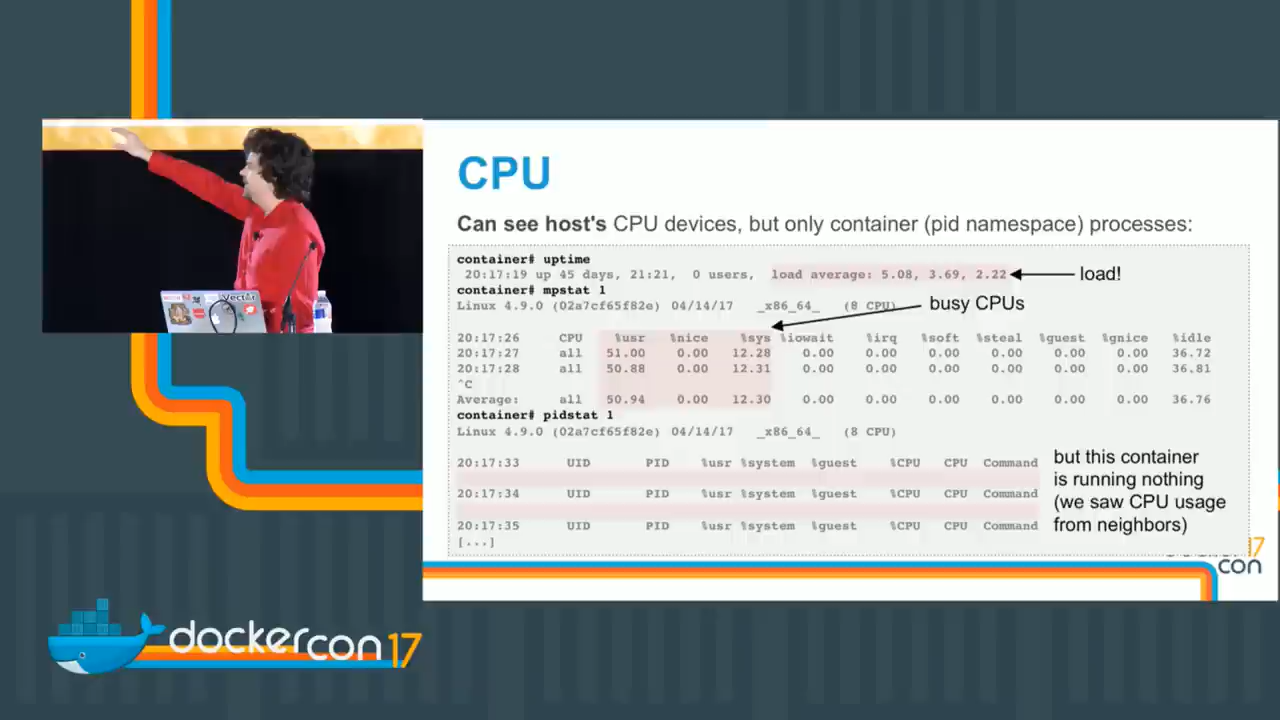 CPU
Can see host's CPU devices, but only container (pid namespace) processes:
container# uptime
20:17:19 up 45 days, 21:21, 0 users, load average: 5.08, 3.69, 2.22
load!
container# mpstat 1
Linux 4.9.0 (02a7cf65f82e) 04/14/17 _x86_64_ (8 CPU)
busy CPUs
20:17:26 CPU %usr %nice %sys %iowait %irq %soft %steal %guest %gnice %idle
20:17:27 all 51.00 0.00 12.28 0.00 0.00 0.00 0.00 0.00 0.00 36.72
20:17:28 all 50.88 0.00 12.31 0.00 0.00 0.00 0.00 0.00 0.00 36.81
^C
Average: all 50.94 0.00 12.30 0.00 0.00 0.00 0.00 0.00 0.00 36.76
container# pidstat 1
Linux 4.9.0 (02a7cf65f82e) 04/14/17 _x86_64_ (8 CPU)
20:17:33 UID PID %usr %system %guest %CPU CPU Command
20:17:34 UID PID %usr %system %guest %CPU CPU Command
20:17:35 UID PID %usr %system %guest %CPU CPU Command
[...]
but this container
is running nothing
(we saw CPU usage
from neighbors)
17
con
Vector
dockercon 17